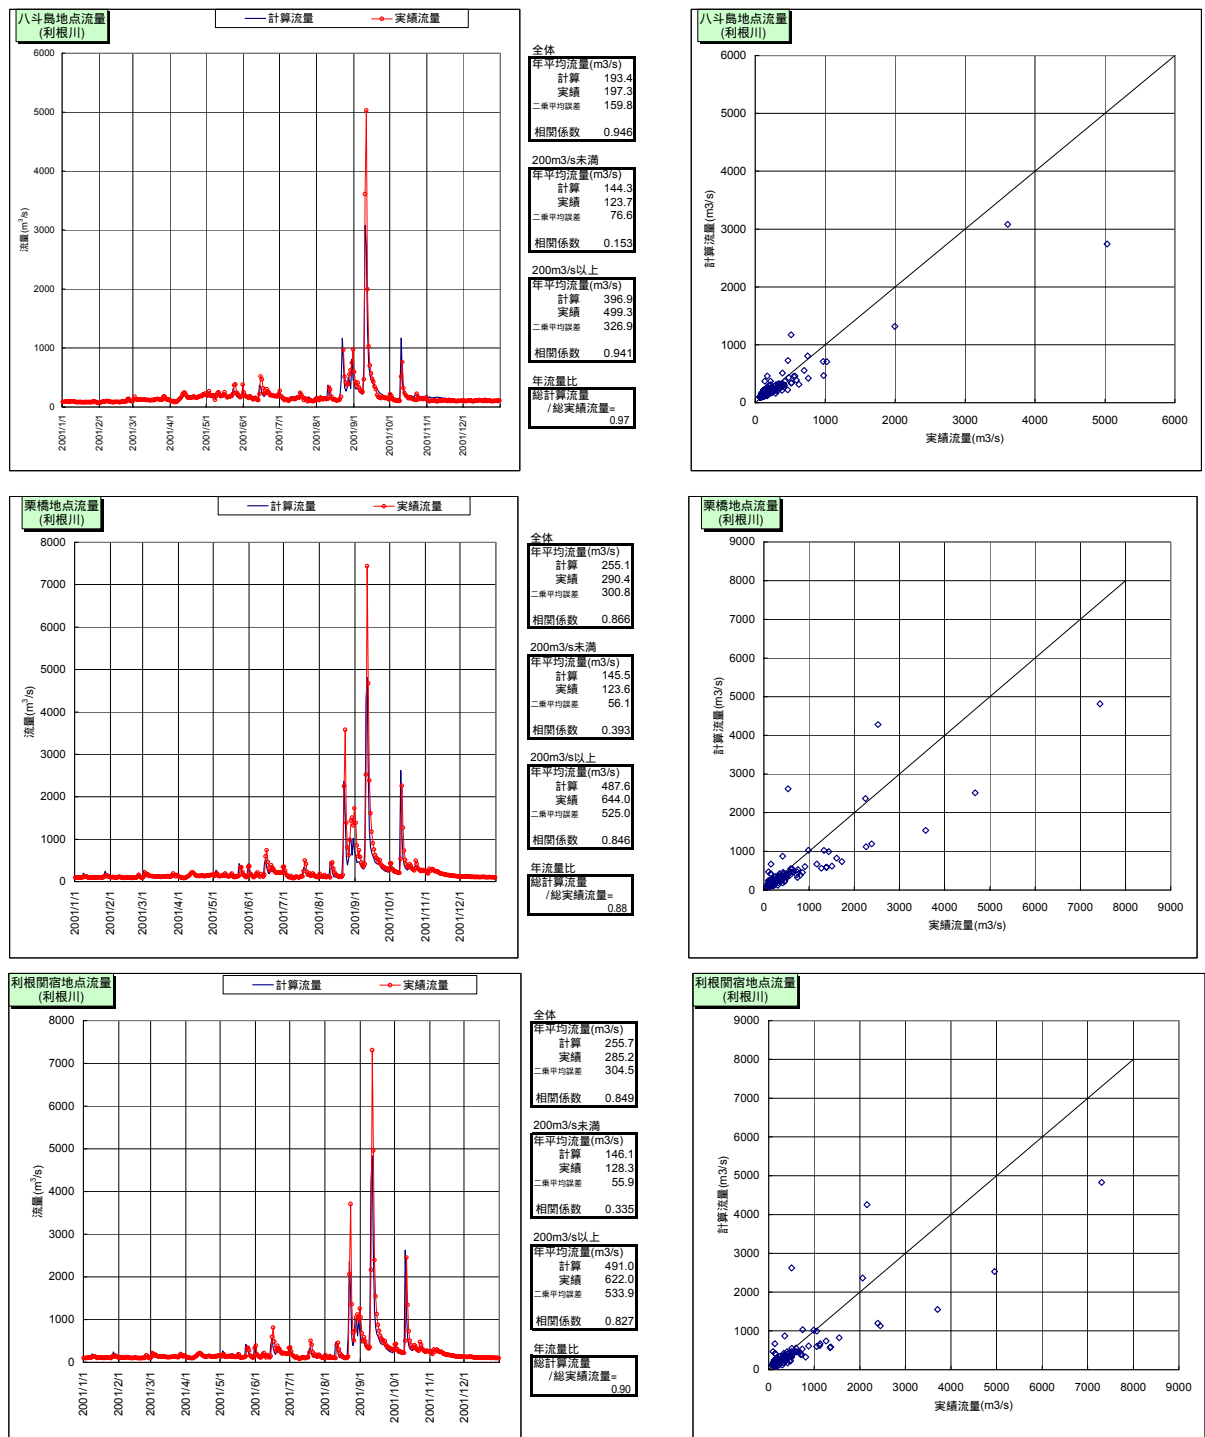 八斗島地点流量
(利根川)
計算流量
実績流量
6000
5000
4000
3000
2000
1000
0
流量(m³/s)
2001/1/1
2001/2/1
2001/3/1
2001/4/1
2001/5/1
2001/6/1
2001/7/1
2001/8/1
2001/9/1
2001/10/1
2001/11/1
2001/12/1
全体
年平均流量(m3/s)
計算 193.4
実績 197.3
二乗平均誤差 159.8
相関係数 0.946
200m3/s未満
年平均流量(m3/s)
計算 144.3
実績 123.7
二乗平均誤差 76.6
相関係数 0.153
200m3/s以上
年平均流量(m3/s)
計算 396.9
実績 499.3
二乗平均誤差 326.9
相関係数 0.941
年流量比
総計算流量
/総実績流量=
0.97
八斗島地点流量
(利根川)
6000
5000
4000
3000
2000
1000
0
計算流量(m3/s)
0 1000 2000 3000 4000 5000 6000
実績流量(m3/s)
栗橋地点流量
(利根川)
計算流量
実績流量
8000
7000
6000
5000
4000
3000
2000
1000
0
流量(m³/s)
2001/1/1
2001/2/1
2001/3/1
2001/4/1
2001/5/1
2001/6/1
2001/7/1
2001/8/1
2001/9/1
2001/10/1
2001/11/1
2001/12/1
全体
年平均流量(m3/s)
計算 255.1
実績 290.4
二乗平均誤差 300.8
相関係数 0.866
200m3/s未満
年平均流量(m3/s)
計算 145.5
実績 123.6
二乗平均誤差 56.1
相関係数 0.393
200m3/s以上
年平均流量(m3/s)
計算 487.6
実績 644.0
二乗平均誤差 525.0
相関係数 0.846
年流量比
総計算流量
/総実績流量=
0.88
栗橋地点流量
(利根川)
9000
8000
7000
6000
5000
4000
3000
2000
1000
0
計算流量(m3/s)
0 1000 2000 3000 4000 5000 6000 7000 8000 9000
実績流量(m3/s)
利根関宿地点流量
(利根川)
計算流量
実績流量
8000
7000
6000
5000
4000
3000
2000
1000
0
流量(m³/s)
2001/1/1
2001/2/1
2001/3/1
2001/4/1
2001/5/1
2001/6/1
2001/7/1
2001/8/1
2001/9/1
2001/10/1
2001/11/1
2001/12/1
全体
年平均流量(m3/s)
計算 255.7
実績 285.2
二乗平均誤差 304.5
相関係数 0.849
200m3/s未満
年平均流量(m3/s)
計算 146.1
実績 128.3
二乗平均誤差 55.9
相関係数 0.335
200m3/s以上
年平均流量(m3/s)
計算 491.0
実績 622.0
二乗平均誤差 533.9
相関係数 0.827
年流量比
総計算流量
/総実績流量=
0.90
利根関宿地点流量
(利根川)
9000
8000
7000
6000
5000
4000
3000
2000
1000
0
計算流量(m3/s)
0 1000 2000 3000 4000 5000 6000 7000 8000 9000
実績流量(m3/s)